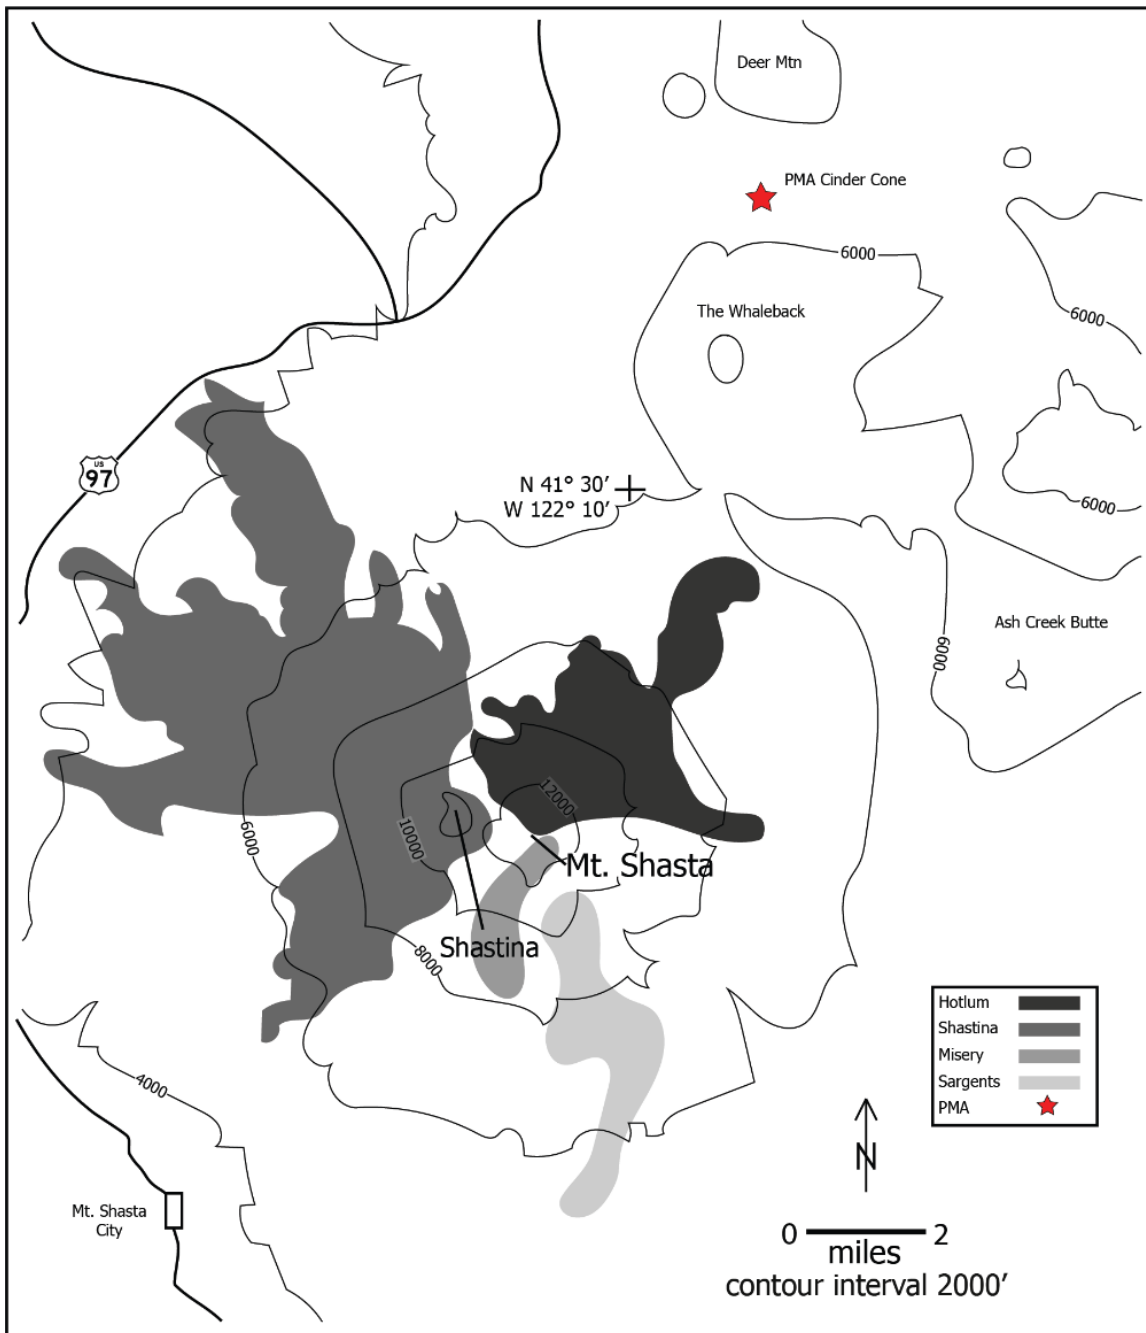 Deer Mtn
PMA Cinder Cone
6000
The Whaleback
6000
US
97
N 41° 30′
W 122° 10′
6000
Ash Creek Butte
6000
12000
6000
10000
Mt. Shasta
Shastina
8000
Hotlum
Shastina
Misery
Sargents
PMA
4000
N
Mt. Shasta
City
0 2
miles
contour interval 2000′